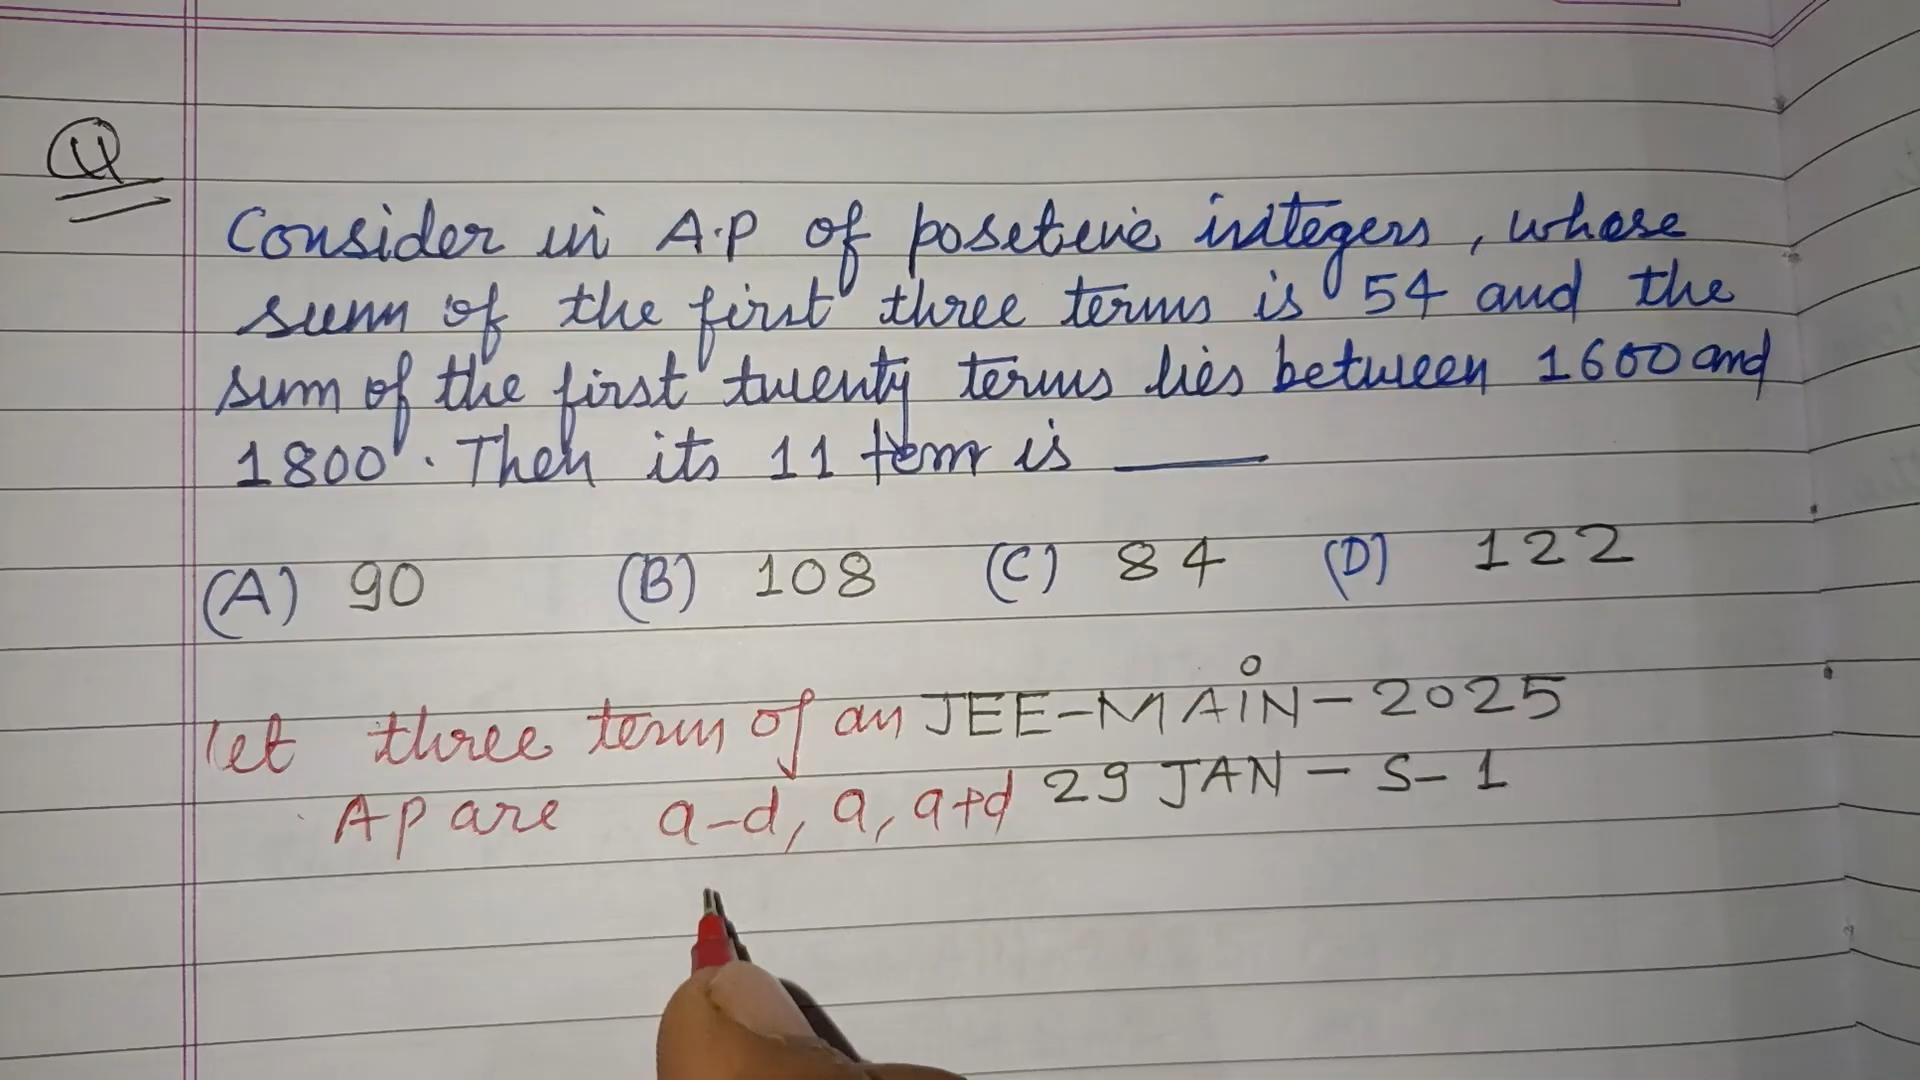 Q
Consider in A.P of posetive integers, whose
sum of the first three terms is 54 and the
sum of the first twenty terms lies between 1600 and
1800. Then its 11 term is ____
(A) 90 (B) 108 (C) 84 (D) 122
let three term of an JEE-MAIN-2025
AP are a-d, a, a+d 29 JAN - S-1